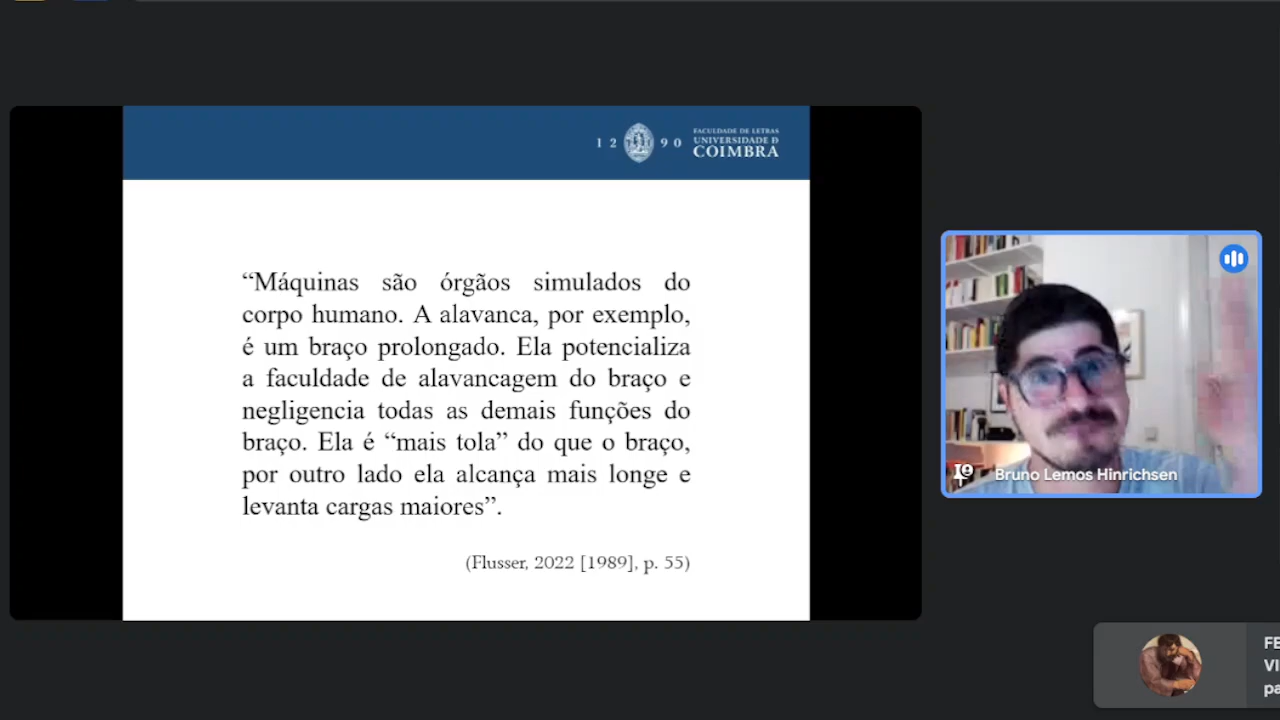 1 2 9 0
FACULDADE DE LETRAS
UNIVERSIDADE D
COIMBRA
“Máquinas são órgãos simulados do
corpo humano. A alavanca, por exemplo,
é um braço prolongado. Ela potencializa
a faculdade de alavancagem do braço e
negligencia todas as demais funções do
braço. Ela é “mais tola” do que o braço,
por outro lado ela alcança mais longe e
levanta cargas maiores”.
(Flusser, 2022 [1989], p. 55)
Bruno Lemos Hinrichsen
FE
VI
pa